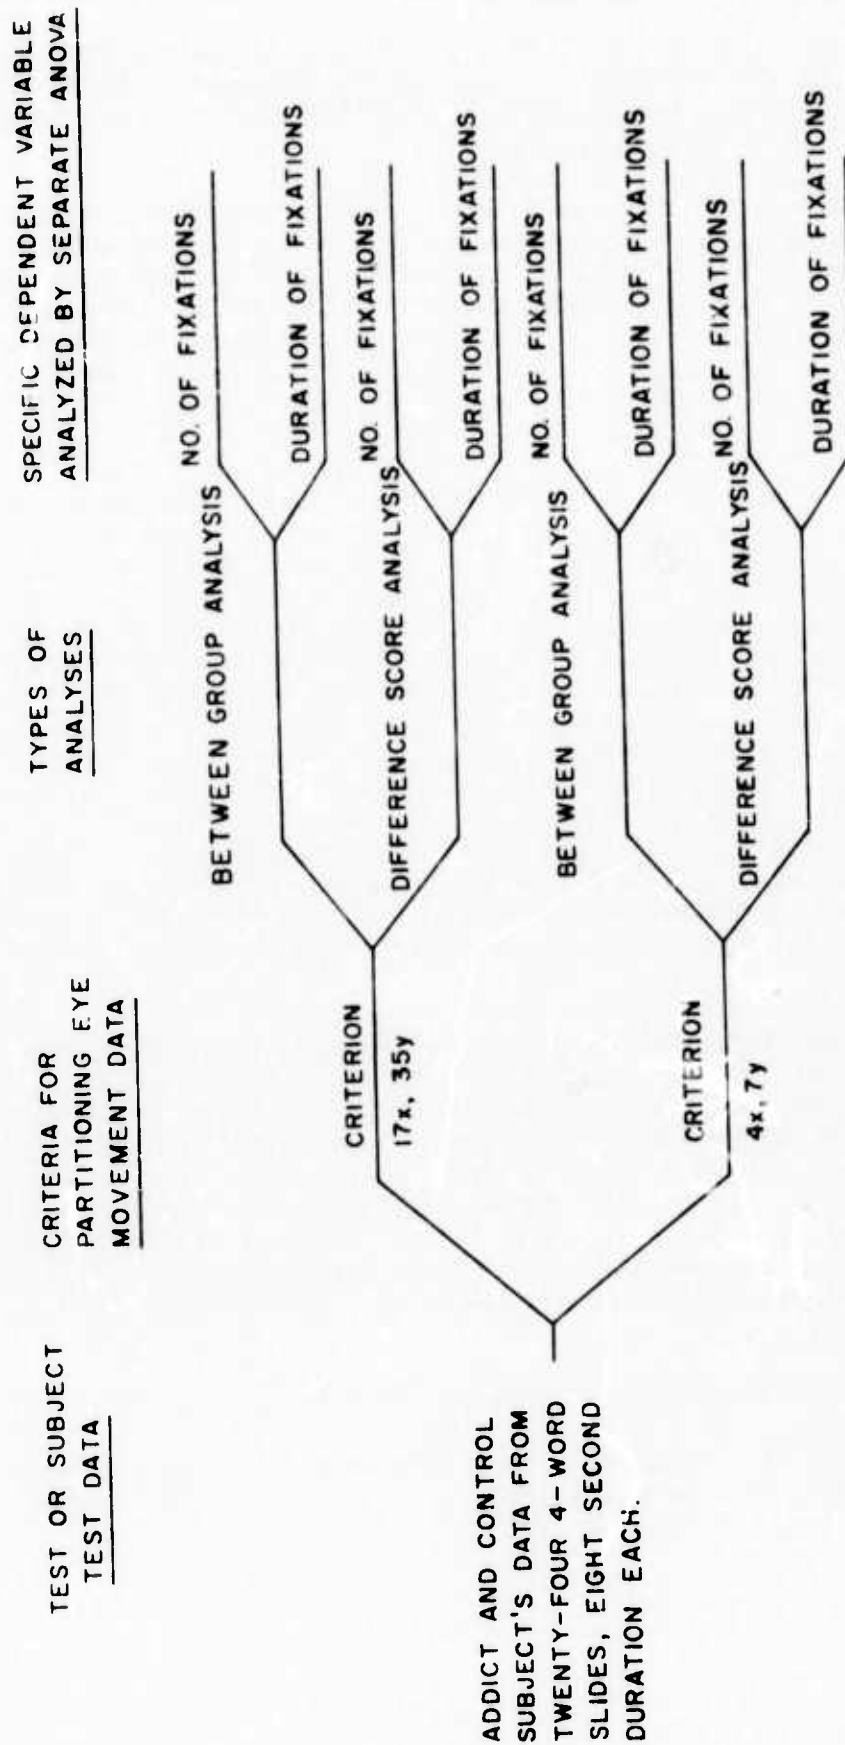 TEST OR SUBJECT
TEST DATA
CRITERIA FOR
PARTITIONING EYE
MOVEMENT DATA
TYPES OF
ANALYSES
SPECIFIC DEPENDENT VARIABLE
ANALYZED BY SEPARATE ANOVA
ADDICT AND CONTROL
SUBJECT'S DATA FROM
TWENTY-FOUR 4-WORD
SLIDES, EIGHT SECOND
DURATION EACH.
CRITERION
17x, 35y
BETWEEN GROUP ANALYSIS
NO. OF FIXATIONS
DURATION OF FIXATIONS
DIFFERENCE SCORE ANALYSIS
NO. OF FIXATIONS
DURATION OF FIXATIONS
CRITERION
4x, 7y
BETWEEN GROUP ANALYSIS
NO. OF FIXATIONS
DURATION OF FIXATIONS
DIFFERENCE SCORE ANALYSIS
NO. OF FIXATIONS
DURATION OF FIXATIONS